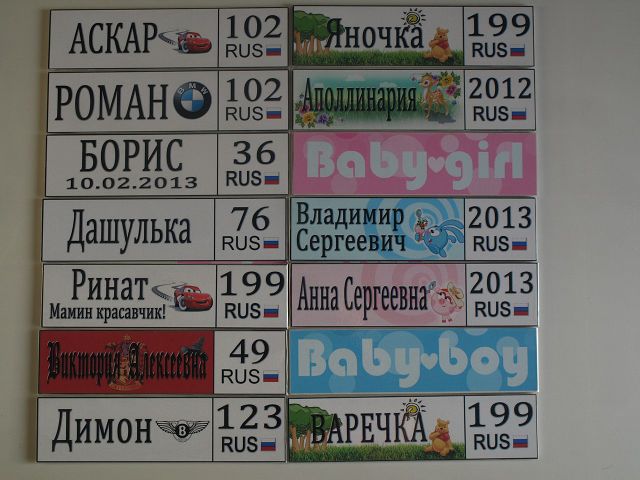 АСКАР 102
RUS
РОМАН BMW 102
RUS
БОРИС 36
10.02.2013 RUS
Дашулька 76
RUS
Ринат 199
Мамин красавчик! RUS
Виктория Алексеевна 49
RUS
Димон B 123
RUS
Яночка 199
RUS
Аполлинария 2012
RUS
Baby girl
Владимир 2013
Сергеевич RUS
Анна Сергеевна 2013
RUS
Baby boy
ВАРЕЧКА 199
RUS